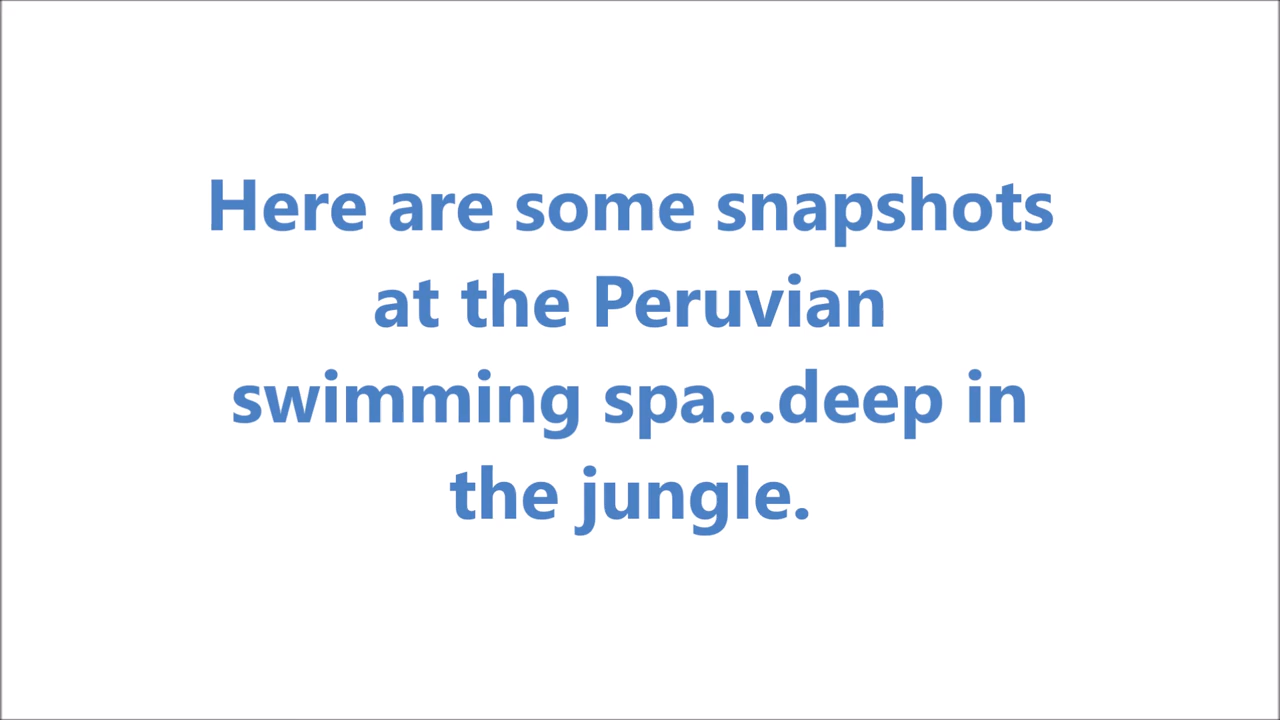 Here are some snapshots
at the Peruvian
swimming spa...deep in
the jungle.